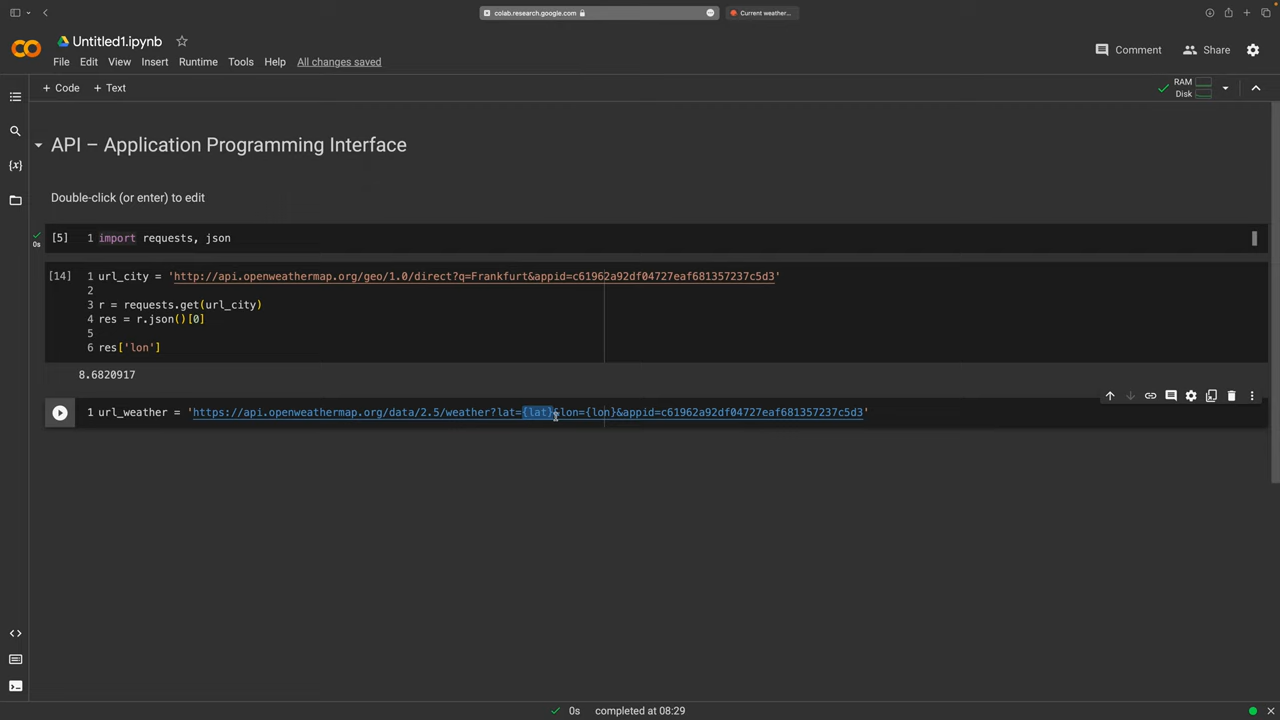 colab.research.google.com
Current weather...
Untitled1.ipynb
File Edit View Insert Runtime Tools Help All changes saved
Comment
Share
+ Code + Text
RAM
Disk
API – Application Programming Interface
Double-click (or enter) to edit
[5] 1 import requests, json
0s
[14] 1 url_city = 'http://api.openweathermap.org/geo/1.0/direct?q=Frankfurt&appid=c61962a92df04727eaf681357237c5d3'
2
3 r = requests.get(url_city)
4 res = r.json()[0]
5
6 res['lon']
8.6820917
1 url_weather = 'https://api.openweathermap.org/data/2.5/weather?lat={lat}&lon={lon}&appid=c61962a92df04727eaf681357237c5d3'
0s completed at 08:29